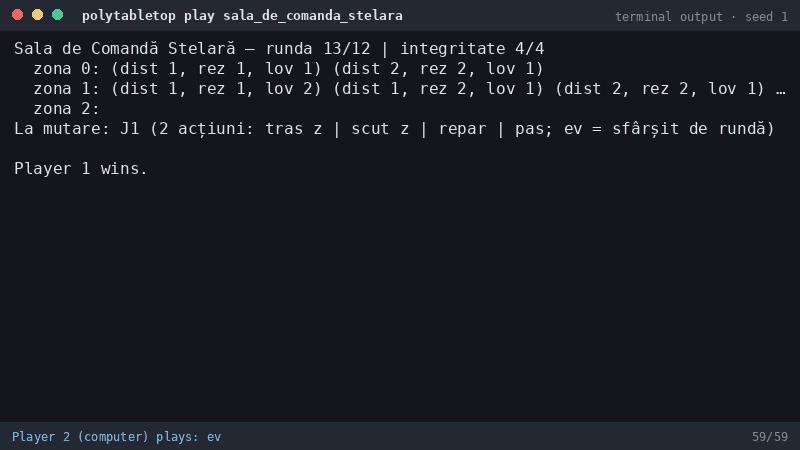 polytabletop play sala_de_comanda_stelara
terminal output · seed 1
Sala de Comandă Stelară — runda 13/12 | integritate 4/4
zona 0: (dist 1, rez 1, lov 1) (dist 2, rez 2, lov 1)
zona 1: (dist 1, rez 1, lov 2) (dist 1, rez 2, lov 1) (dist 2, rez 2, lov 1) …
zona 2:
La mutare: J1 (2 acțiuni: tras z | scut z | repar | pas; ev = sfârșit de rundă)
Player 1 wins.
Player 2 (computer) plays: ev
59/59